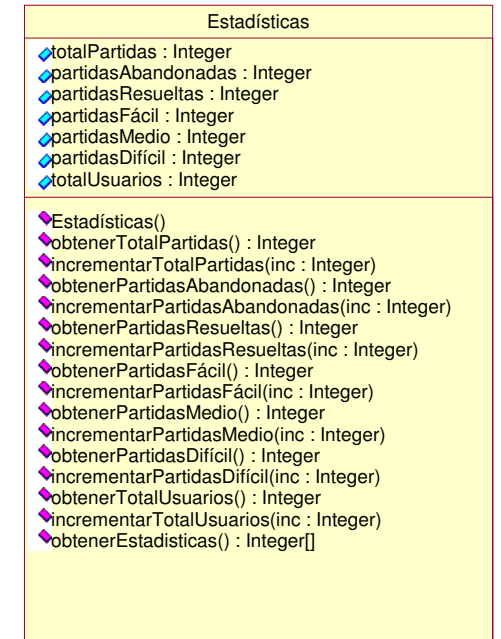 Estadísticas
totalPartidas : Integer
partidasAbandonadas : Integer
partidasResueltas : Integer
partidasFácil : Integer
partidasMedio : Integer
partidasDifícil : Integer
totalUsuarios : Integer
Estadísticas()
obtenerTotalPartidas() : Integer
incrementarTotalPartidas(inc : Integer)
obtenerPartidasAbandonadas() : Integer
incrementarPartidasAbandonadas(inc : Integer)
obtenerPartidasResueltas() : Integer
incrementarPartidasResueltas(inc : Integer)
obtenerPartidasFácil() : Integer
incrementarPartidasFácil(inc : Integer)
obtenerPartidasMedio() : Integer
incrementarPartidasMedio(inc : Integer)
obtenerPartidasDifícil() : Integer
incrementarPartidasDifícil(inc : Integer)
obtenerTotalUsuarios() : Integer
incrementarTotalUsuarios(inc : Integer)
obtenerEstadisticas() : Integer[]